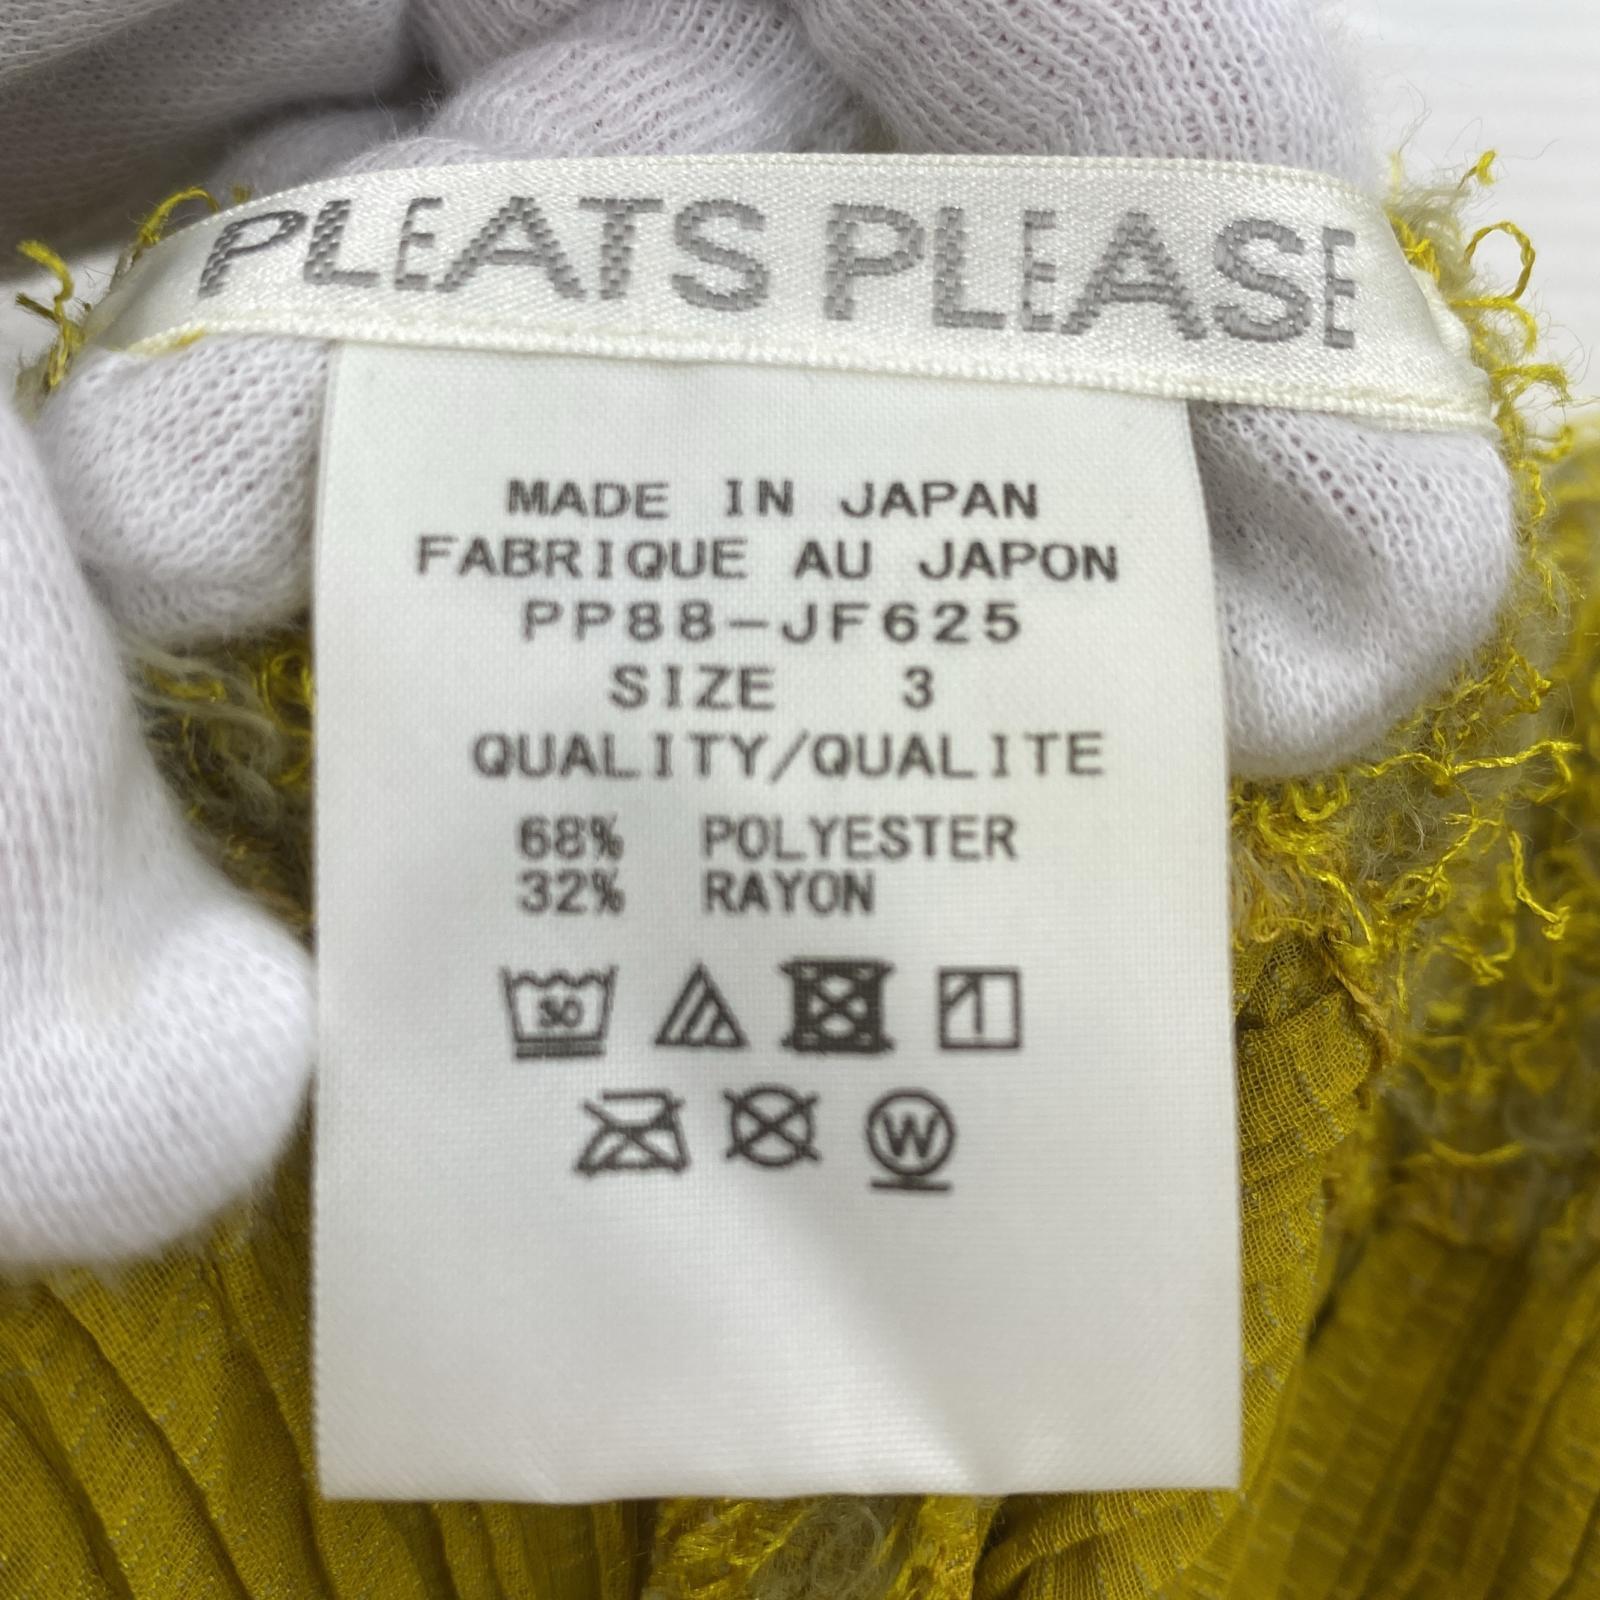 PLEATS PLEASE
MADE IN JAPAN
FABRIQUE AU JAPON
PP88-JF625
SIZE 3
QUALITY/QUALITE
68% POLYESTER
32% RAYON
30
W